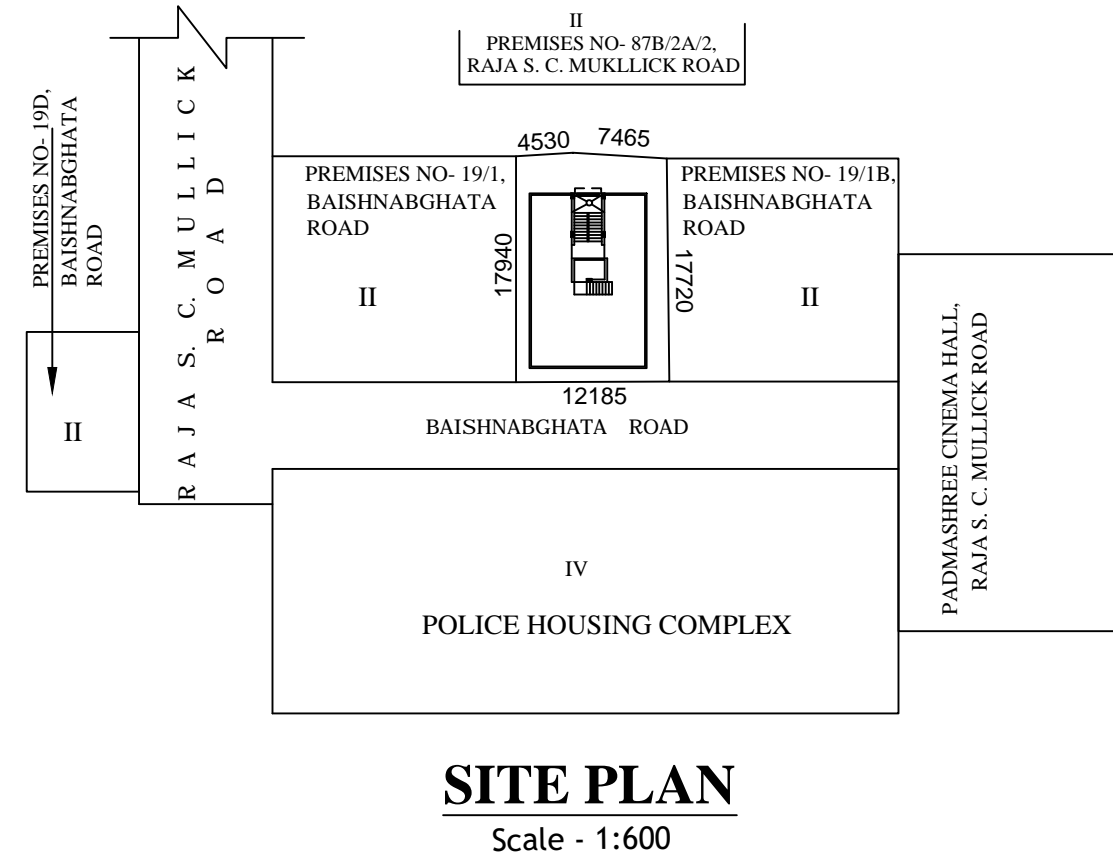 II
PREMISES NO- 87B/2A/2,
RAJA S. C. MUKLLICK ROAD
PREMISES NO- 19D,
BAISHNABGHATA
ROAD
II
RAJA S. C. MULLICK
ROAD
4530 7465
PREMISES NO- 19/1,
BAISHNABGHATA
ROAD
II
17940
17720
PREMISES NO- 19/1B,
BAISHNABGHATA
ROAD
II
12185
BAISHNABGHATA ROAD
PADMASHREE CINEMA HALL,
RAJA S. C. MULLICK ROAD
IV
POLICE HOUSING COMPLEX
SITE PLAN
Scale - 1:600